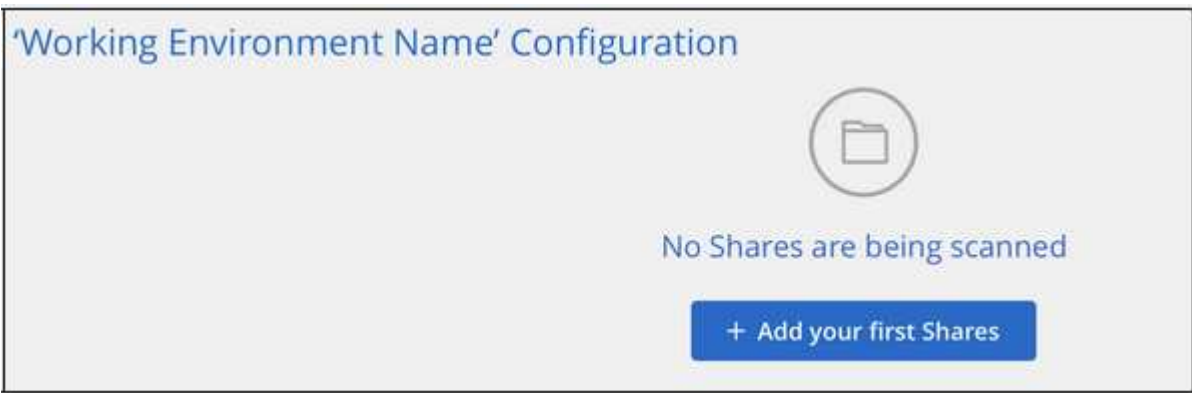 ‘Working Environment Name’ Configuration
No Shares are being scanned
+ Add your first Shares